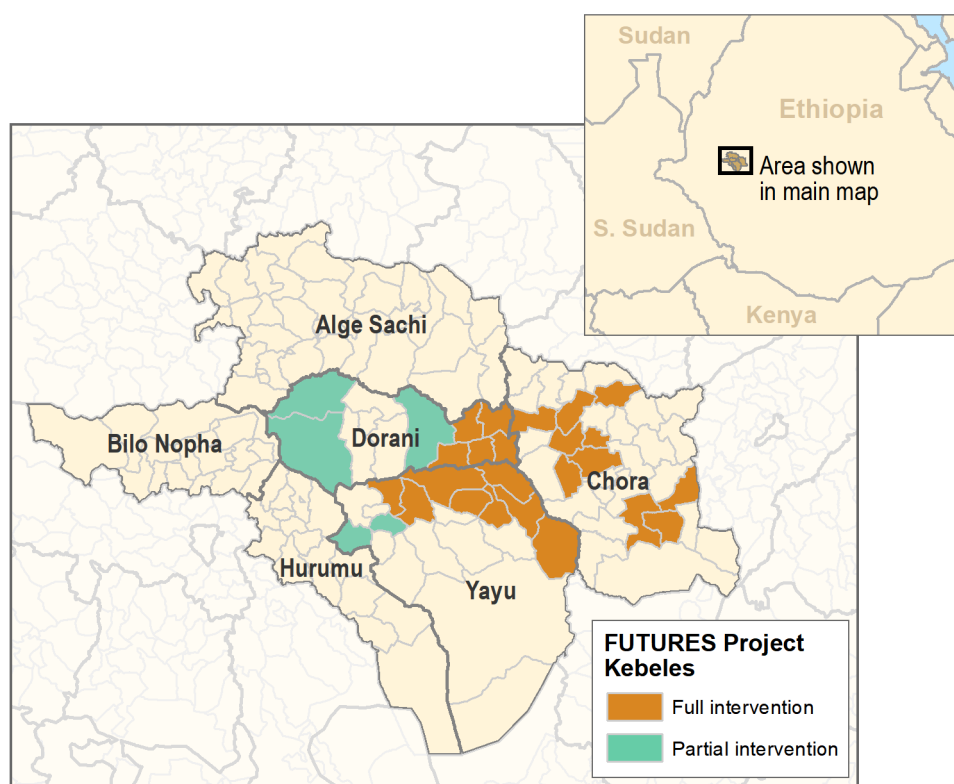 Sudan
Ethiopia
Area shown
in main map
S. Sudan
Kenya
Alge Sachi
Bilo Nopha
Dorani
Chora
Hurumu
Yayu
FUTURES Project
Kebeles
Full intervention
Partial intervention